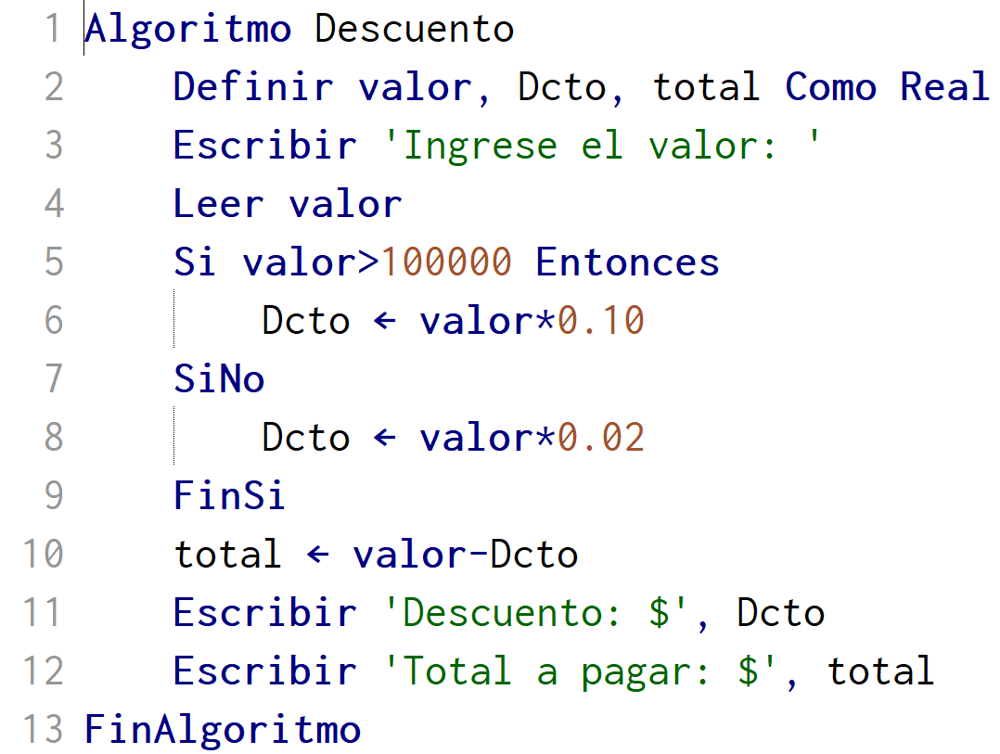 1 Algoritmo Descuento
2 Definir valor, Dcto, total Como Real
3 Escribir 'Ingrese el valor: '
4 Leer valor
5 Si valor>100000 Entonces
6 Dcto ← valor*0.10
7 SiNo
8 Dcto ← valor*0.02
9 FinSi
10 total ← valor-Dcto
11 Escribir 'Descuento: $', Dcto
12 Escribir 'Total a pagar: $', total
13 FinAlgoritmo